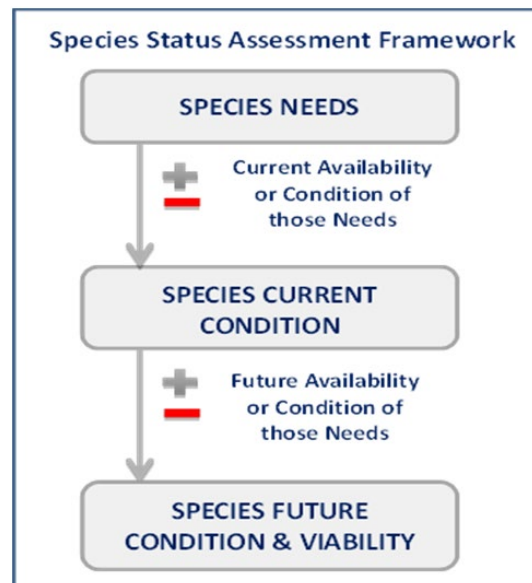 Species Status Assessment Framework
SPECIES NEEDS
Current Availability
or Condition of
those Needs
SPECIES CURRENT
CONDITION
Future Availability
or Condition of
those Needs
SPECIES FUTURE
CONDITION & VIABILITY